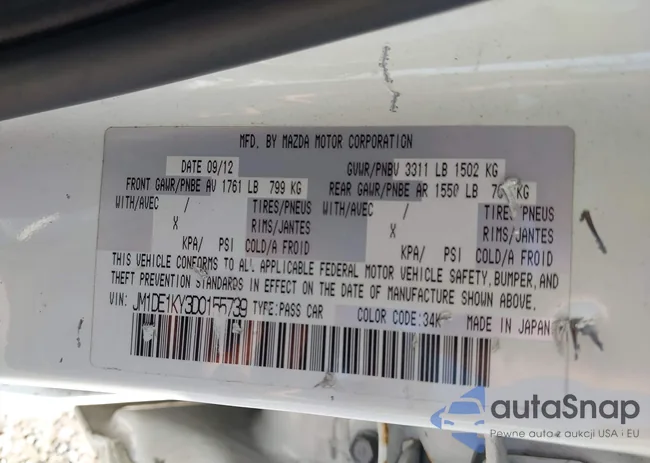 MFD. BY MAZDA MOTOR CORPORATION
DATE 09/12 GVWR/PNBV 3311 LB 1502 KG
FRONT GAWR/PNBE AV 1761 LB 799 KG REAR GAWR/PNBE AR 1550 LB KG
WITH/AVEC / TIRES/PNEUS WITH/AVEC / TIRES/PNEUS
X RIMS/JANTES X RIMS/JANTES
KPA/ PSI COLD/A FROID KPA/ PSI COLD/A FROID
THIS VEHICLE CONFORMS TO ALL APPLICABLE FEDERAL MOTOR VEHICLE SAFETY, BUMPER, AND
THEFT PREVENTION STANDARDS IN EFFECT ON THE DATE OF MANUFACTURE SHOWN ABOVE.
VIN: JM1DE1KY3D0155739 TYPE:PASS CAR COLOR CODE:34K MADE IN JAPAN
autaSnap
Pewne auta z aukcji USA i EU